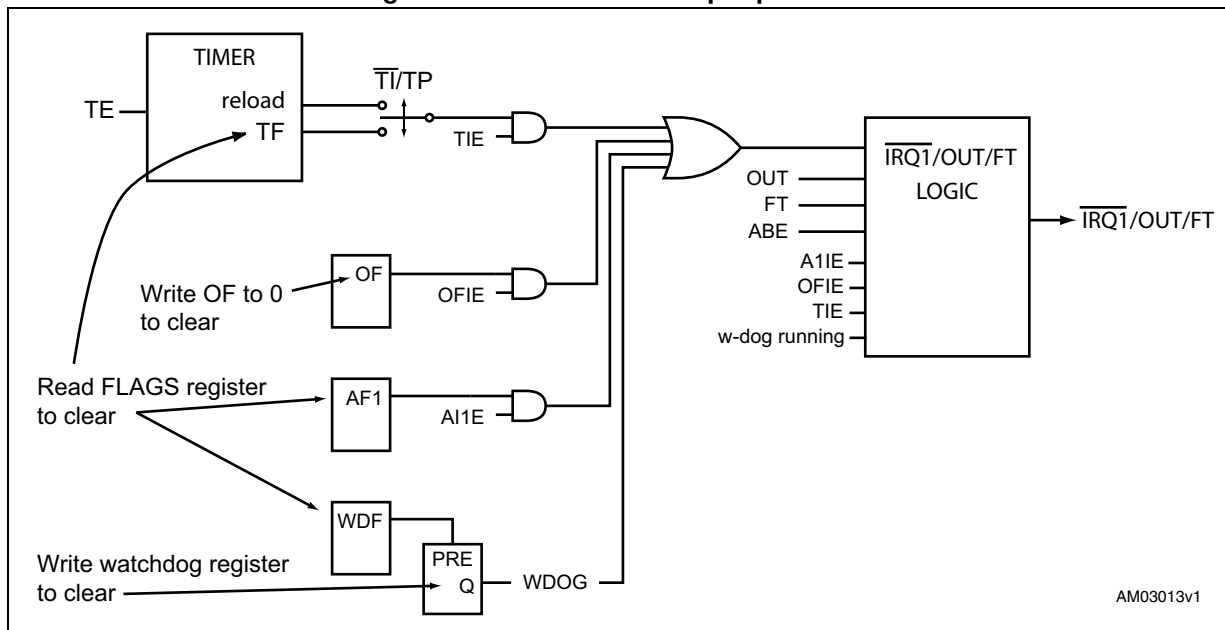 TIMER
reload
TF
TE
TI/TP
TIE
OF
OFIE
Write OF to 0
to clear
Read FLAGS register
to clear
AF1
AI1E
WDF
PRE
Q
WDOG
Write watchdog register
to clear
OUT
FT
ABE
A1IE
OFIE
TIE
w-dog running
IRQ1/OUT/FT
LOGIC
IRQ1/OUT/FT
AM03013v1